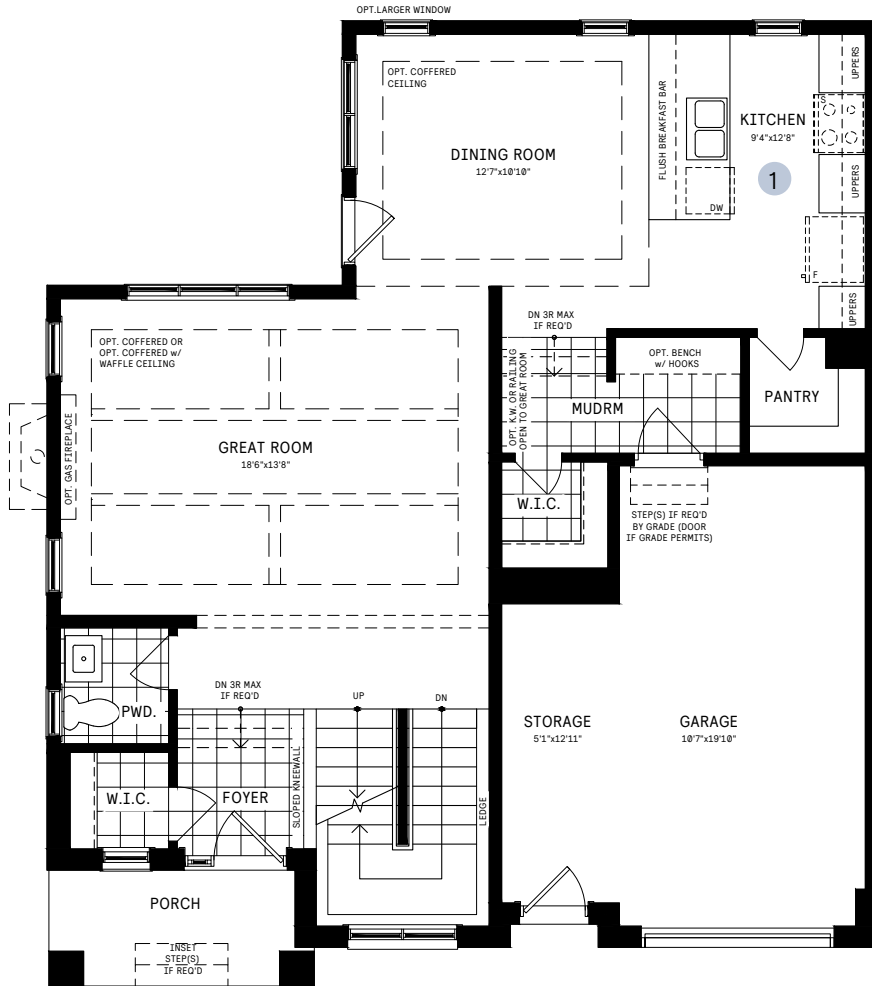 OPT.LARGER WINDOW
OPT. COFFERED
CEILING
DINING ROOM
12'7"x10'10"
FLUSH BREAKFAST BAR
DW
KITCHEN
9'4"x12'8"
1
UPPERS
S
UPPERS
F
UPPERS
OPT. COFFERED OR
OPT. COFFERED w/
WAFFLE CEILING
GREAT ROOM
18'6"x13'8"
OPT. GAS FIREPLACE
DN 3R MAX
IF REQ'D
OPT. K.W. OR RAILING
OPEN TO GREAT ROOM
OPT. BENCH
w/ HOOKS
MUDRM
PANTRY
W.I.C.
STEP(S) IF REQ'D
BY GRADE (DOOR
IF GRADE PERMITS)
PWD.
DN 3R MAX
IF REQ'D
UP
DN
STORAGE
5'1"x12'11"
GARAGE
10'7"x19'10"
W.I.C.
FOYER
SLOPED KNEEWALL
LEDGE
PORCH
INSET
STEP(S)
IF REQ'D